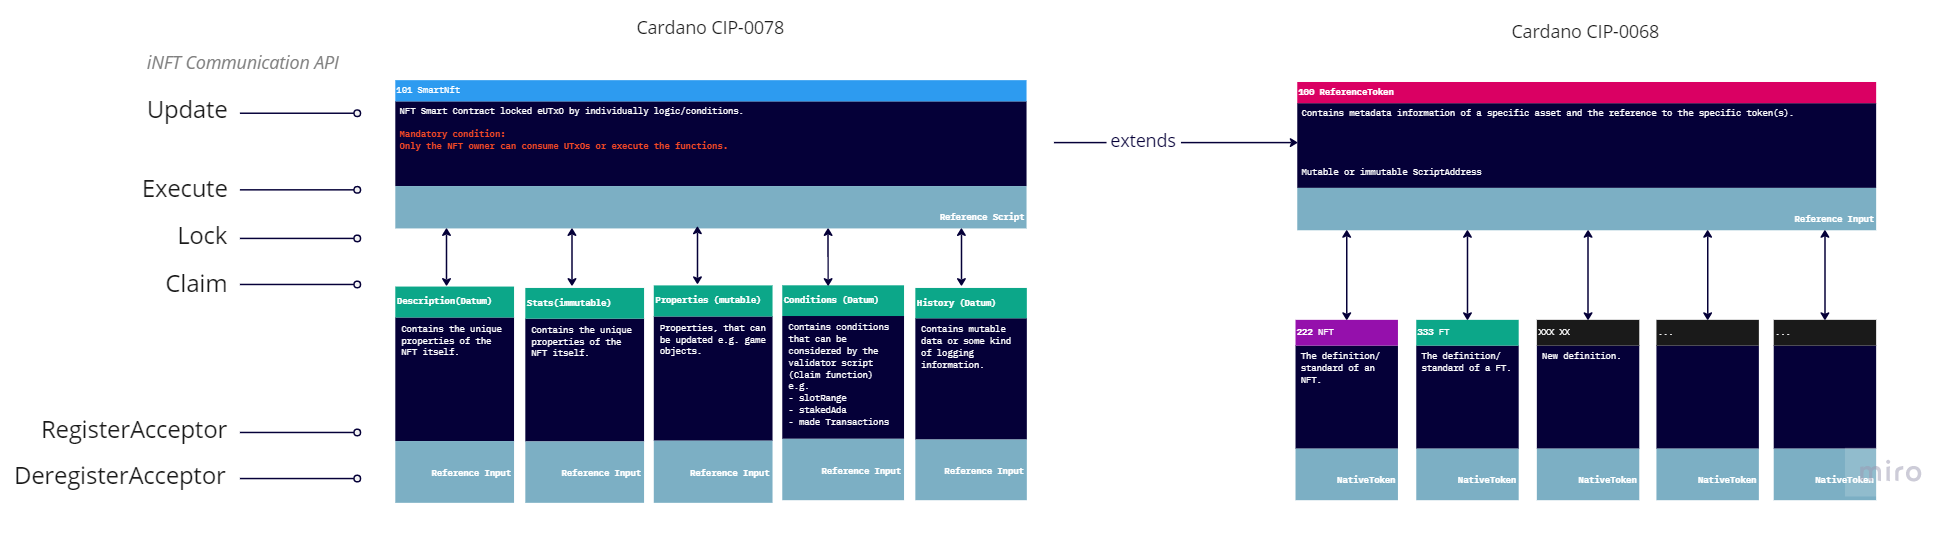 Cardano CIP-0078
Cardano CIP-0068
iNFT Communication API
Update
Execute
Lock
Claim
RegisterAcceptor
DeregisterAcceptor
101 SmartNft
NFT Smart Contract locked eUTxO by individually logic/conditions.
Mandatory condition:
Only the NFT owner can consume UTxOs or execute the functions.
Reference Script
extends
100 ReferenceToken
Contains metadata information of a specific asset and the reference to the specific token(s).
Mutable or immutable ScriptAddress
Reference Input
Description(Datum)
Contains the unique
properties of the
NFT itself.
Reference Input
Stats(immutable)
Contains the unique
properties of the
NFT itself.
Reference Input
Properties (mutable)
Properties, that can
be updated e.g. game
objects.
Reference Input
Conditions (Datum)
Contains conditions
that can be
considered by the
validator script
(Claim function)
e.g.
- slotRange
- stakedAda
- made Transactions
Reference Input
History (Datum)
Contains mutable
data or some kind
of logging
information.
Reference Input
222 NFT
The definition/
standard of an
NFT.
NativeToken
333 FT
The definition/
standard of a FT.
NativeToken
XXX XX
New definition.
NativeToken
...
NativeToken
...
NativeToken
miro